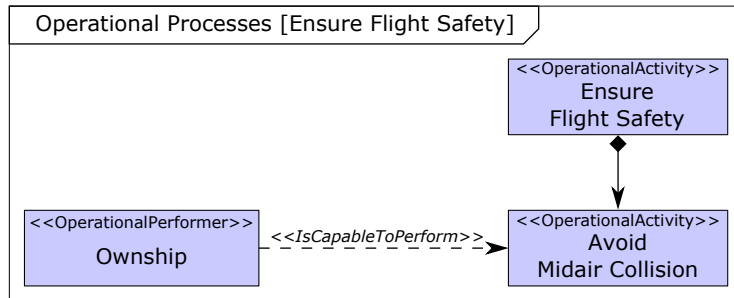 Operational Processes [Ensure Flight Safety]
<<OperationalActivity>>
Ensure
Flight Safety
<<OperationalPerformer>>
Ownship
<<IsCapableToPerform>>
<<OperationalActivity>>
Avoid
Midair Collision